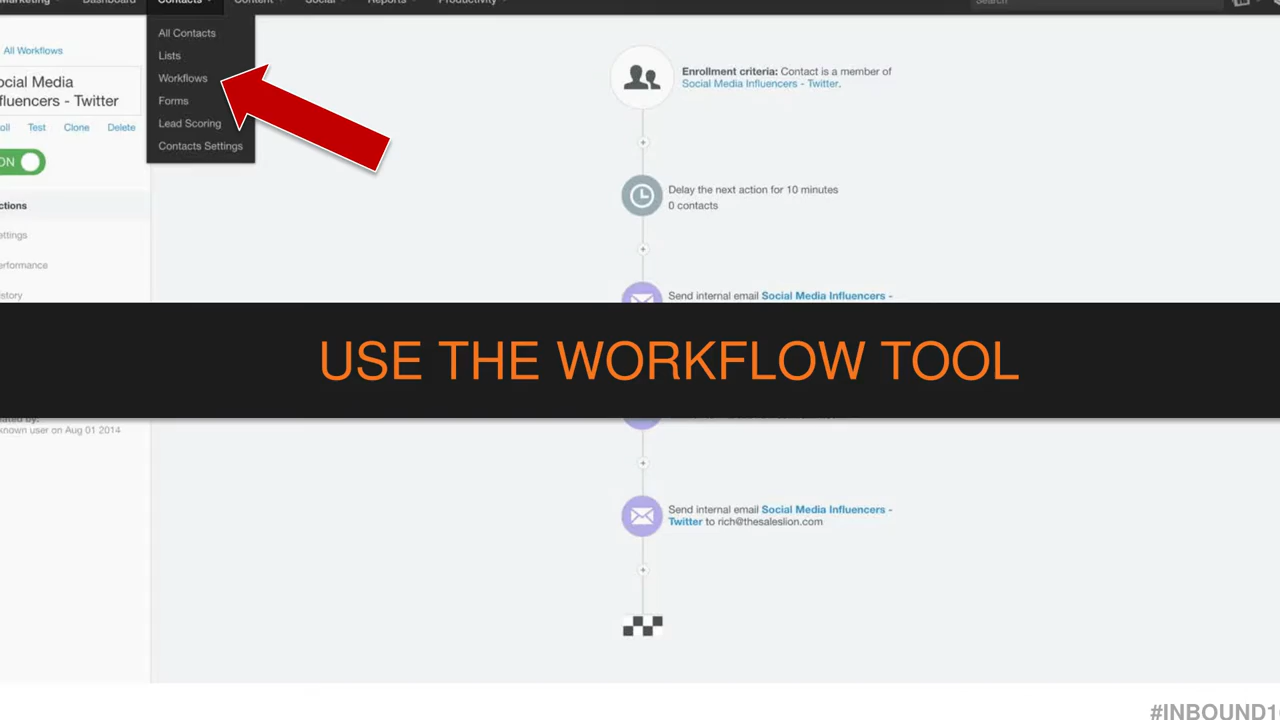 Marketing Dashboard Contacts Content Social Reports Productivity Search
All Contacts
Lists
Workflows
Forms
Lead Scoring
Contacts Settings
All Workflows
ocial Media
fluencers - Twitter
oll Test Clone Delete
ON
ctions
ettings
erformance
istory
ated by:
known user on Aug 01 2014
Enrollment criteria: Contact is a member of
Social Media Influencers - Twitter.
Delay the next action for 10 minutes
0 contacts
Send internal email Social Media Influencers -
USE THE WORKFLOW TOOL
Send internal email Social Media Influencers -
Twitter to rich@thesaleslion.com
#INBOUND1